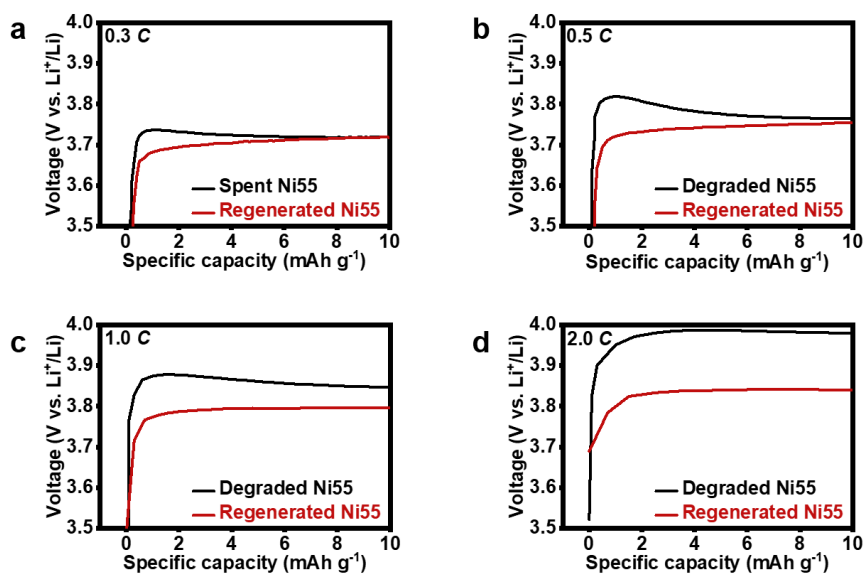 a
0.3 C
Voltage (V vs. Li⁺/Li)
4.0
3.9
3.8
3.7
3.6
3.5
Spent Ni55
Regenerated Ni55
0 2 4 6 8 10
Specific capacity (mAh g⁻¹)
b
0.5 C
Voltage (V vs. Li⁺/Li)
4.0
3.9
3.8
3.7
3.6
3.5
Degraded Ni55
Regenerated Ni55
0 2 4 6 8 10
Specific capacity (mAh g⁻¹)
c
1.0 C
Voltage (V vs. Li⁺/Li)
4.0
3.9
3.8
3.7
3.6
3.5
Degraded Ni55
Regenerated Ni55
0 2 4 6 8 10
Specific capacity (mAh g⁻¹)
d
2.0 C
Voltage (V vs. Li⁺/Li)
4.0
3.9
3.8
3.7
3.6
3.5
Degraded Ni55
Regenerated Ni55
0 2 4 6 8 10
Specific capacity (mAh g⁻¹)